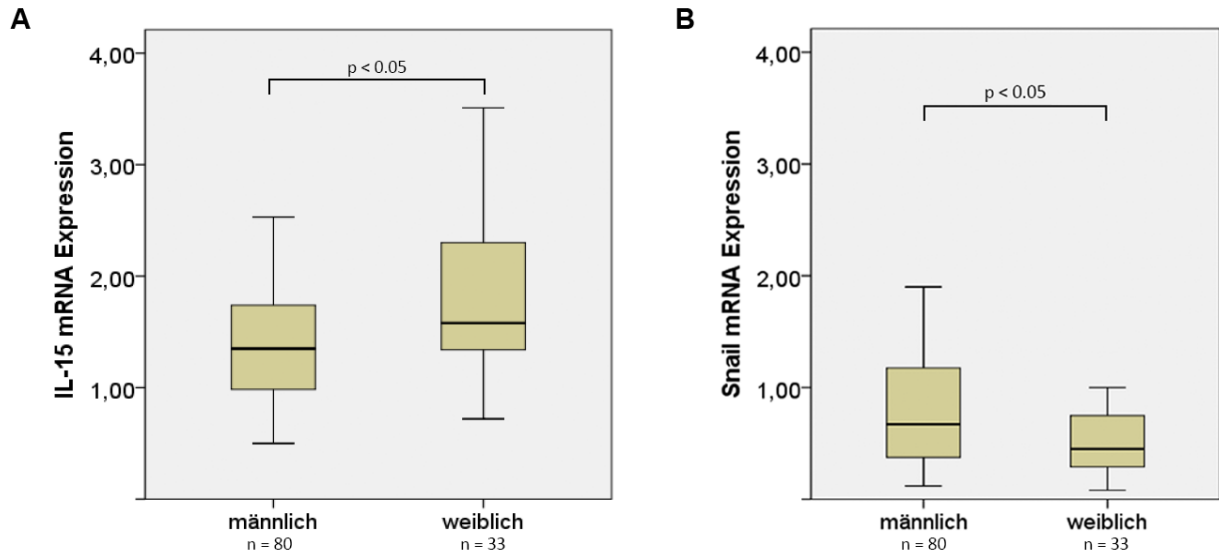 A
IL-15 mRNA Expression
4,00
3,00
2,00
1,00
p < 0.05
männlich
n = 80
weiblich
n = 33
B
Snail mRNA Expression
4,00
3,00
2,00
1,00
p < 0.05
männlich
n = 80
weiblich
n = 33